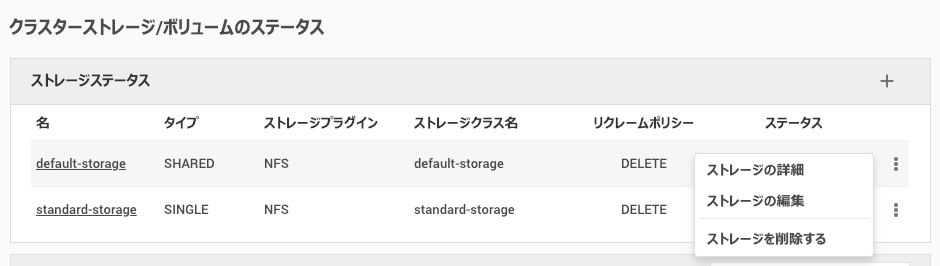 クラスターストレージ/ボリュームのステータス
ストレージステータス
名 タイプ ストレージプラグイン ストレージクラス名 リクレームポリシー ステータス
default-storage SHARED NFS default-storage DELETE
standard-storage SINGLE NFS standard-storage DELETE
ストレージの詳細
ストレージの編集
ストレージを削除する